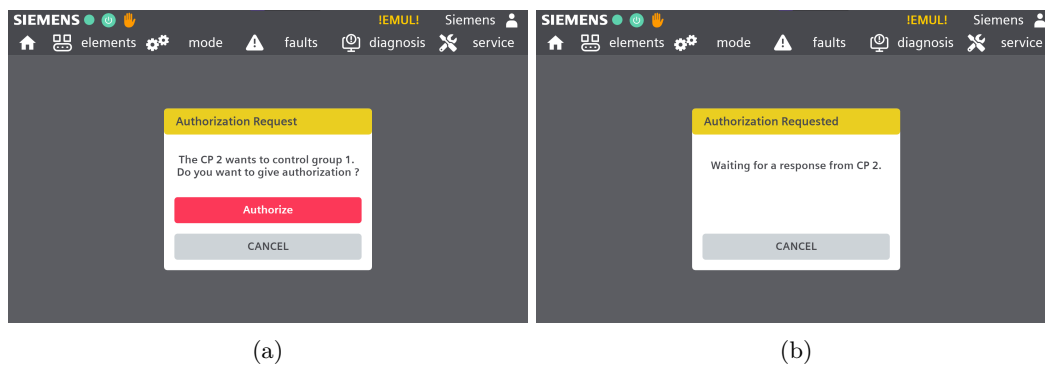 SIEMENS !EMUL! Siemens
elements mode faults diagnosis service
Authorization Request
The CP 2 wants to control group 1.
Do you want to give authorization ?
Authorize
CANCEL
(a)
SIEMENS !EMUL! Siemens
elements mode faults diagnosis service
Authorization Requested
Waiting for a response from CP 2.
CANCEL
(b)